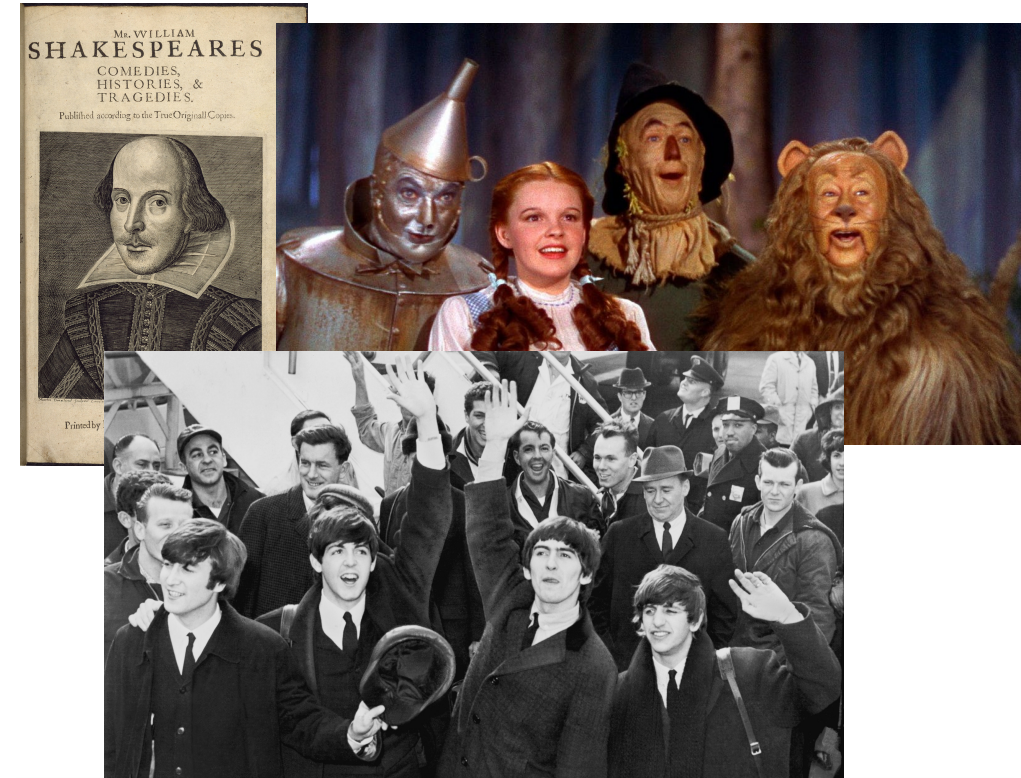 Mr. WILLIAM
SHAKESPEARES
COMEDIES,
HISTORIES, &
TRAGEDIES.
Publiſhed according to the True Originall Copies.
Printed by